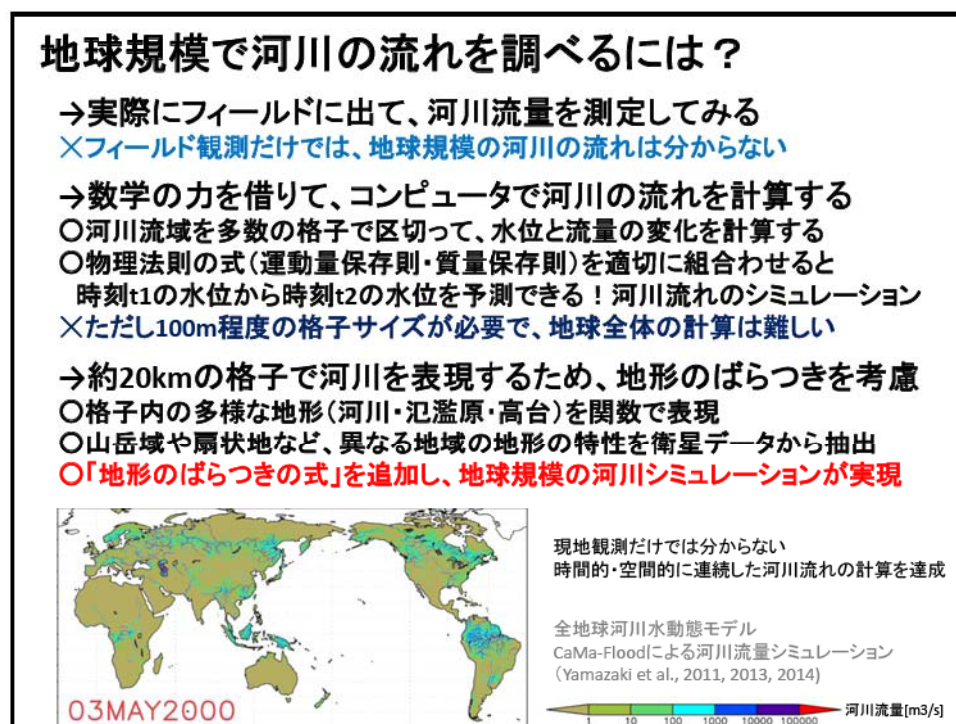 地球規模で河川の流れを調べるには？
→実際にフィールドに出て、河川流量を測定してみる
×フィールド観測だけでは、地球規模の河川の流れは分からない
→数学の力を借りて、コンピュータで河川の流れを計算する
○河川流域を多数の格子で区切って、水位と流量の変化を計算する
○物理法則の式(運動量保存則・質量保存則)を適切に組合わせると
時刻t1の水位から時刻t2の水位を予測できる！河川流れのシミュレーション
×ただし100m程度の格子サイズが必要で、地球全体の計算は難しい
→約20kmの格子で河川を表現するため、地形のばらつきを考慮
○格子内の多様な地形(河川・氾濫原・高台)を関数で表現
○山岳域や扇状地など、異なる地域の地形の特性を衛星データから抽出
○「地形のばらつきの式」を追加し、地球規模の河川シミュレーションが実現
現地観測だけでは分からない
時間的・空間的に連続した河川流れの計算を達成
全地球河川水動態モデル
CaMa-Floodによる河川流量シミュレーション
(Yamazaki et al., 2011, 2013, 2014)
03MAY2000
河川流量[m3/s]
1 10 100 1000 10000 100000